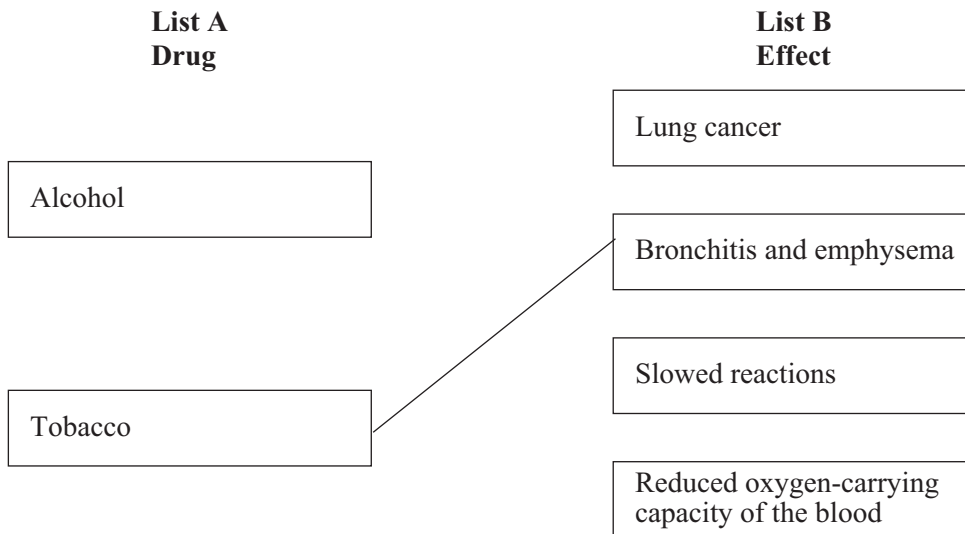 List A
Drug
List B
Effect
Alcohol
Tobacco
Lung cancer
Bronchitis and emphysema
Slowed reactions
Reduced oxygen-carrying
capacity of the blood